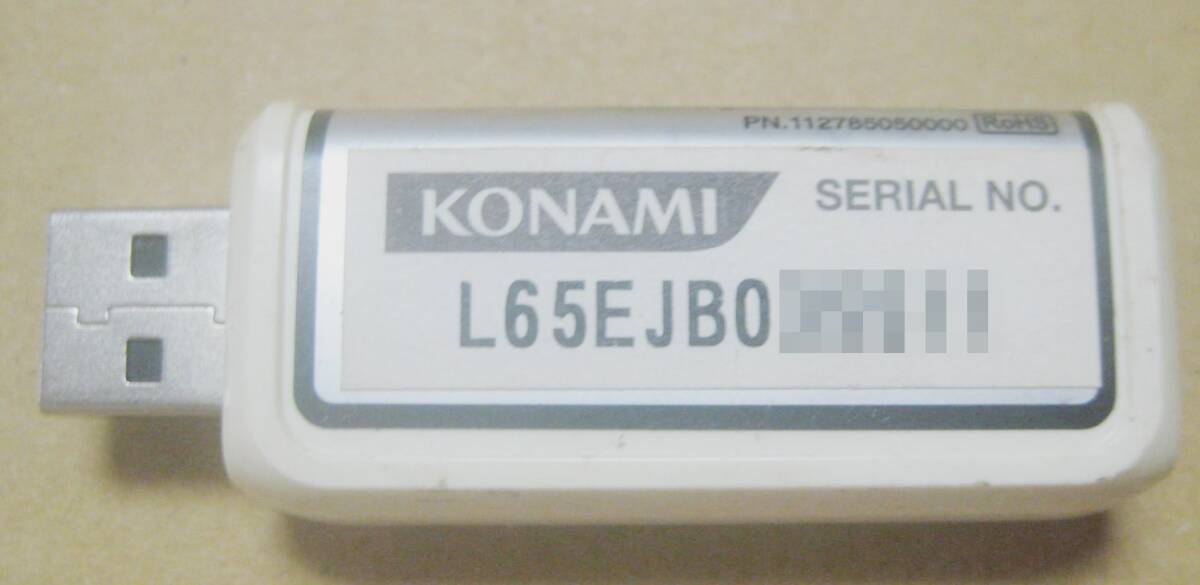 PN.112785050000 RoHS
KONAMI
SERIAL NO.
L65EJB0